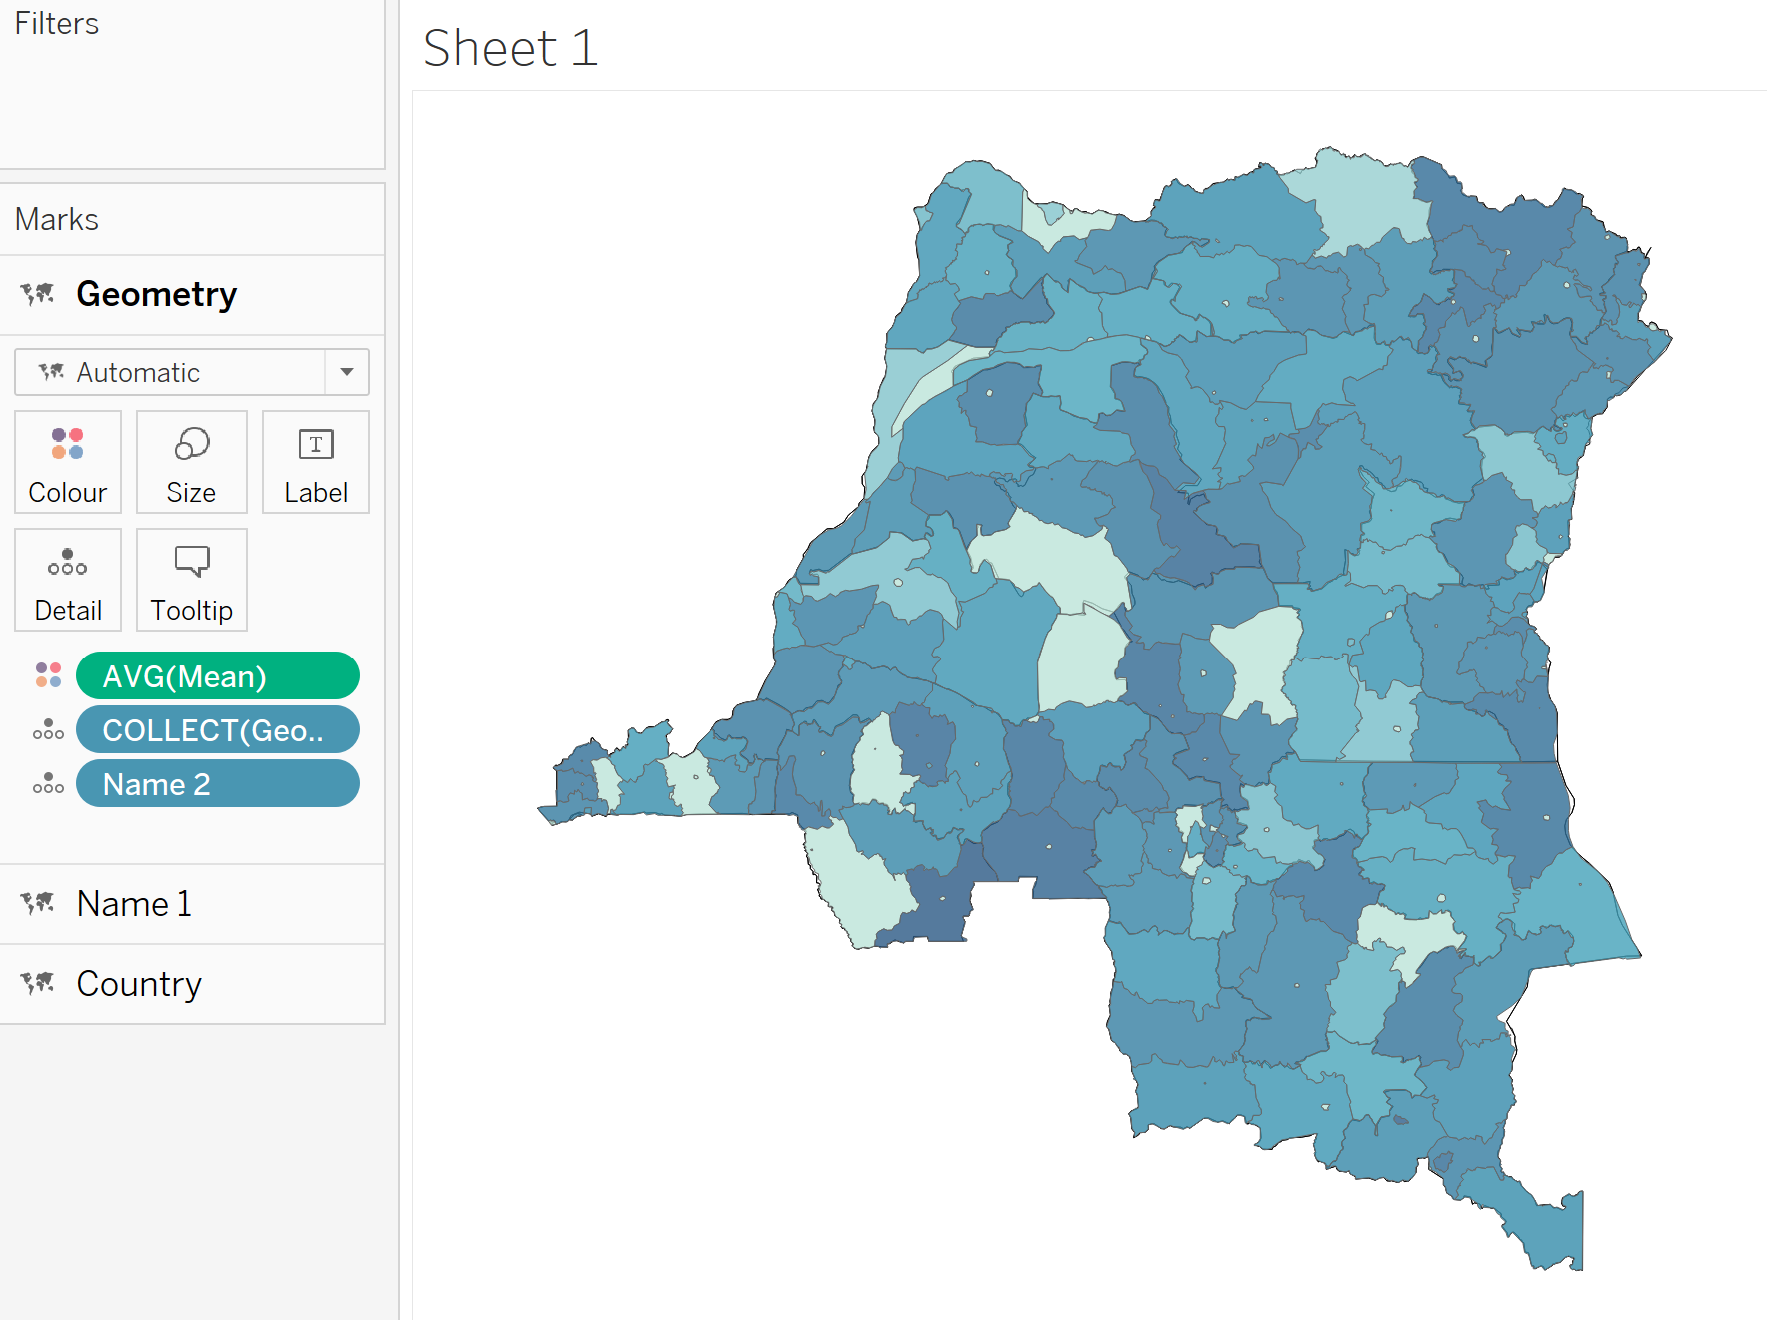 Filters
Sheet 1
Marks
Geometry
Automatic
Colour
Size
T
Label
Detail
Tooltip
AVG(Mean)
COLLECT(Geo..
Name 2
Name 1
Country